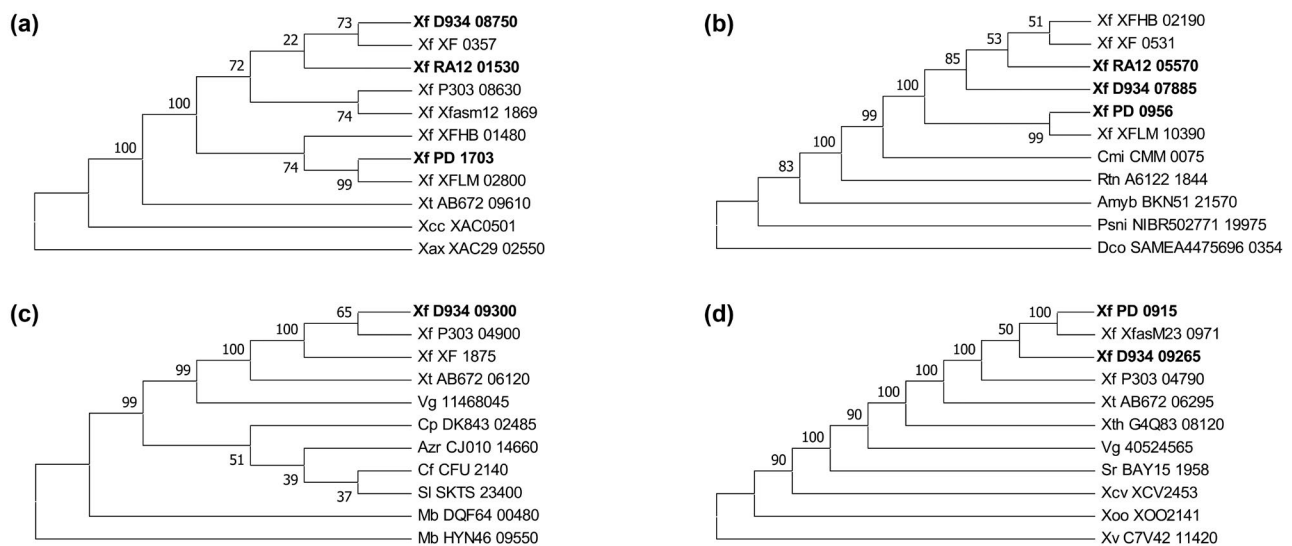 (a)
73
Xf D934 08750
22
Xf XF 0357
72
Xf RA12 01530
100
Xf P303 08630
74
Xf Xfasm12 1869
100
Xf XFHB 01480
74
Xf PD 1703
99
Xf XFLM 02800
Xt AB672 09610
Xcc XAC0501
Xax XAC29 02550
(b)
51
Xf XFHB 02190
53
Xf XF 0531
85
Xf RA12 05570
100
Xf D934 07885
99
Xf PD 0956
99
Xf XFLM 10390
100
Cmi CMM 0075
83
Rtn A6122 1844
Amyb BKN51 21570
Psni NIBR502771 19975
Dco SAMEA4475696 0354
(c)
65
Xf D934 09300
100
Xf P303 04900
100
Xf XF 1875
99
Xt AB672 06120
99
Vg 11468045
Cp DK843 02485
51
Azr CJ010 14660
39
Cf CFU 2140
37
Sl SKTS 23400
Mb DQF64 00480
Mb HYN46 09550
(d)
100
Xf PD 0915
50
Xf XfasM23 0971
100
Xf D934 09265
100
Xf P303 04790
100
Xt AB672 06295
90
Xth G4Q83 08120
100
Vg 40524565
90
Sr BAY15 1958
Xcv XCV2453
Xoo XOO2141
Xv C7V42 11420